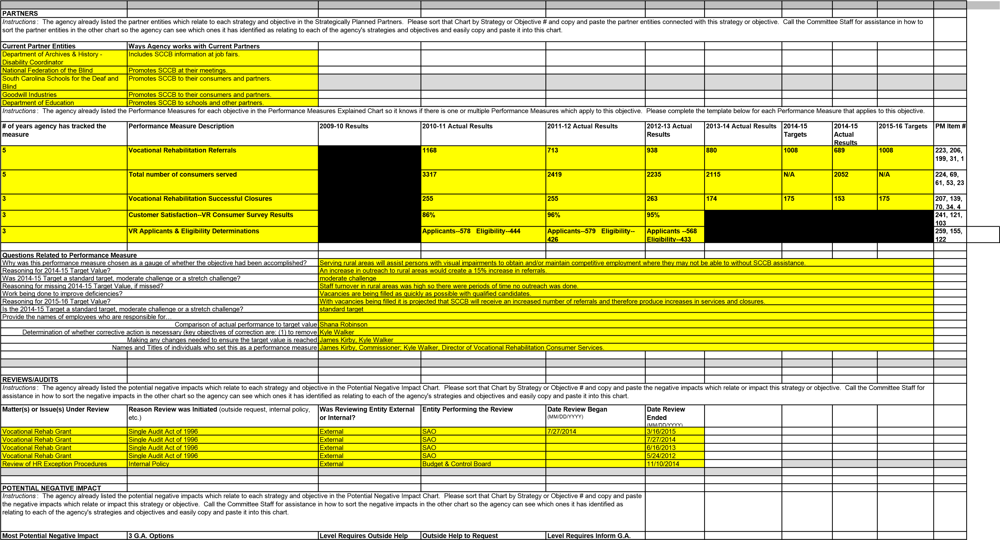 PARTNERS
Instructions:  The agency already listed the partner entities which relate to each strategy and objective in the Strategically Planned Partners.  Please sort that Chart by Strategy or Objective # and copy and paste the partner entities connected with this strategy or objective.  Call the Committee Staff for assistance in how to
sort the partner entities in the other chart so the agency can see which ones it has identified as relating to each of the agency's strategies and objectives and easily copy and paste it into this chart.
Current Partner Entities Ways Agency works with Current Partners
Department of Archives & History - Includes SCCB information at job fairs.
Disability Coordinator
National Federation of the Blind Promotes SCCB at their meetings.
South Carolina Schools for the Deaf and Promotes SCCB to their consumers and partners.
Blind
Goodwill Industries Promotes SCCB to their consumers and partners.
Department of Education Promotes SCCB to schools and other partners.
Instructions:  The agency already listed the Performance Measures for each objective in the Performance Measures Explained Chart so it knows if there is one or multiple Performance Measures which apply to this objective.  Please complete the template below for each Performance Measure that applies to this objective.
# of years agency has tracked the Performance Measure Description 2009-10 Results 2010-11 Actual Results 2011-12 Actual Results 2012-13 Actual 2013-14 Actual Results 2014-15 2014-15 2015-16 Targets PM Item #
measure Results Targets Actual
Results
5 Vocational Rehabilitation Referrals 1168 713 938 880 1008 689 1008 223, 206,
199, 31, 1
5 Total number of consumers served 3317 2419 2235 2115 N/A 2052 N/A 224, 69,
61, 53, 23
3 Vocational Rehabilitation Successful Closures 255 255 263 174 175 153 175 207, 139,
70, 34, 4
3 Customer Satisfaction--VR Consumer Survey Results 86% 96% 95% 241, 121,
103
3 VR Applicants & Eligibility Determinations Applicants--578   Eligibility--444 Applicants--579   Eligibility-- Applicants --568 259, 155,
426 Eligibility--433 122
Questions Related to Performance Measure
Why was this performance measure chosen as a gauge of whether the objective had been accomplished? Serving rural areas will assist persons with visual impairments to obtain and/or maintain competitive employment where they may not be able to without SCCB assistance.
Reasoning for 2014-15 Target Value? An increase in outreach to rural areas would create a 15% increase in referrals.
Was 2014-15 Target a standard target, moderate challenge or a stretch challenge? moderate challenge
Reasoning for missing 2014-15 Target Value, if missed? Staff turnover in rural areas was high so there were periods of time no outreach was done.
Work being done to improve deficiencies? Vacancies are being filled as quickly as possible with qualified candidates.
Reasoning for 2015-16 Target Value? With vacancies being filled it is projected that SCCB will receive an increased number of referrals and therefore produce increases in services and closures.
Is the 2014-15 Target a standard target, moderate challenge or a stretch challenge? standard target
Provide the names of employees who are responsible for…
Comparison of actual performance to target value Shana Robinson
Determination of whether corrective action is necessary (key objectives of correction are: (1) to remove Kyle Walker
Making any changes needed to ensure the target value is reached James Kirby, Kyle Walker
Names and Titles of individuals who set this as a performance measure James Kirby, Commissioner; Kyle Walker, Director of Vocational Rehabilitation Consumer Services.
REVIEWS/AUDITS
Instructions:  The agency already listed the potential negative impacts which relate to each strategy and objective in the Potential Negative Impact Chart.  Please sort that Chart by Strategy or Objective # and copy and paste the negative impacts which relate or impact this strategy or objective.  Call the Committee Staff for
assistance in how to sort the negative impacts in the other chart so the agency can see which ones it has identified as relating to each of the agency's strategies and objectives and easily copy and paste it into this chart.
Matter(s) or Issue(s) Under Review Reason Review was Initiated (outside request, internal policy, Was Reviewing Entity External Entity Performing the Review Date Review Began Date Review
etc.) or Internal? (MM/DD/YYYY) Ended
(MM/DD/YYYY)
Vocational Rehab Grant Single Audit Act of 1996 External SAO 7/27/2014 3/16/2015
Vocational Rehab Grant Single Audit Act of 1996 External SAO 7/27/2014
Vocational Rehab Grant Single Audit Act of 1996 External SAO 6/16/2013
Vocational Rehab Grant Single Audit Act of 1996 External SAO 5/24/2012
Review of HR Exception Procedures Internal Policy External Budget & Control Board 11/10/2014
POTENTIAL NEGATIVE IMPACT
Instructions:  The agency already listed the potential negative impacts which relate to each strategy and objective in the Potential Negative Impact Chart.  Please sort that Chart by Strategy or Objective # and copy and paste
the negative impacts which relate or impact this strategy or objective.  Call the Committee Staff for assistance in how to sort the negative impacts in the other chart so the agency can see which ones it has identified as
relating to each of the agency's strategies and objectives and easily copy and paste it into this chart.
Most Potential Negative Impact 3 G.A. Options Level Requires Outside Help Outside Help to Request Level Requires Inform G.A.